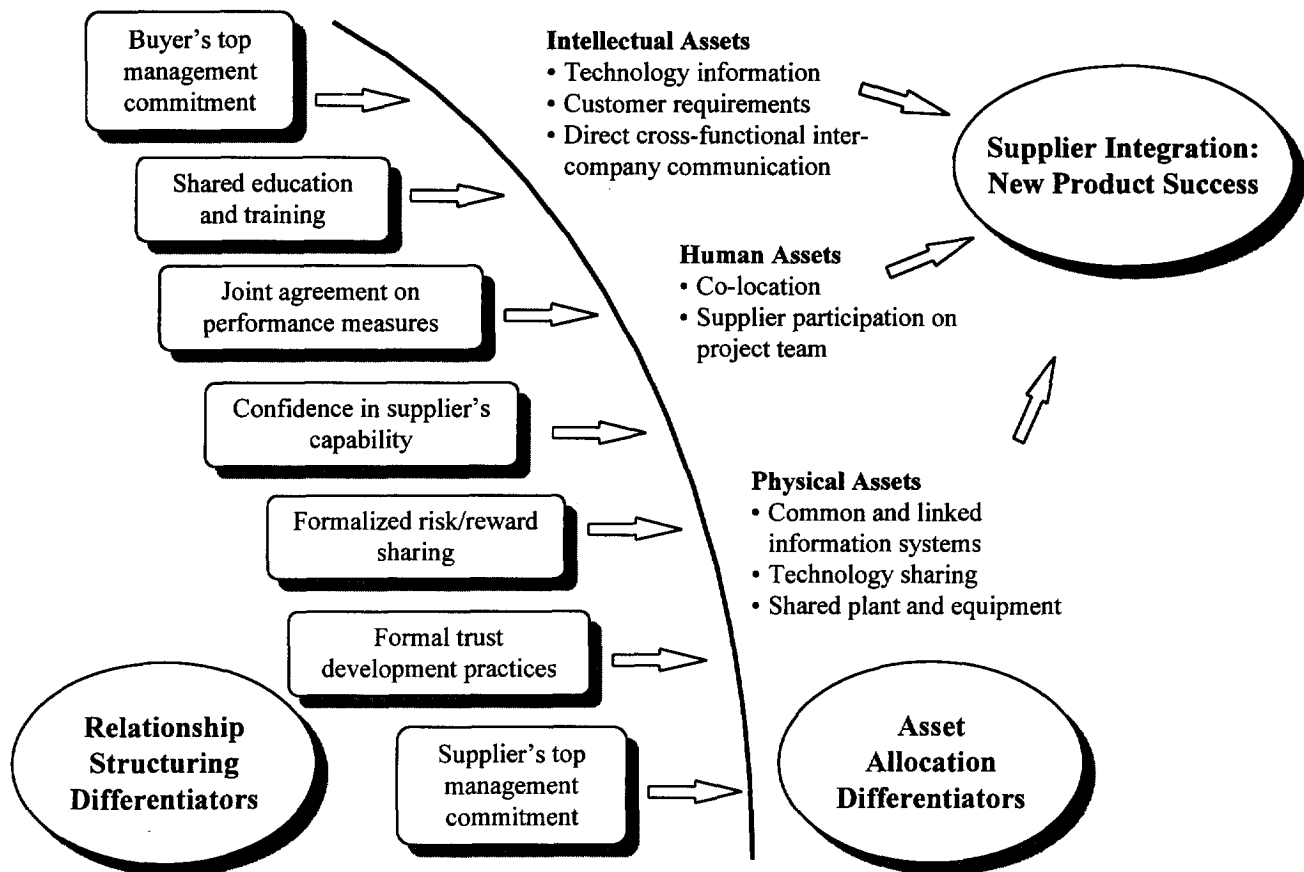 Buyer's top
management
commitment
Shared education
and training
Joint agreement on
performance measures
Confidence in supplier's
capability
Formalized risk/reward
sharing
Formal trust
development practices
Supplier's top
management
commitment
Relationship
Structuring
Differentiators
Intellectual Assets
• Technology information
• Customer requirements
• Direct cross-functional inter-
company communication
Human Assets
• Co-location
• Supplier participation on
project team
Physical Assets
• Common and linked
information systems
• Technology sharing
• Shared plant and equipment
Asset
Allocation
Differentiators
Supplier Integration:
New Product Success